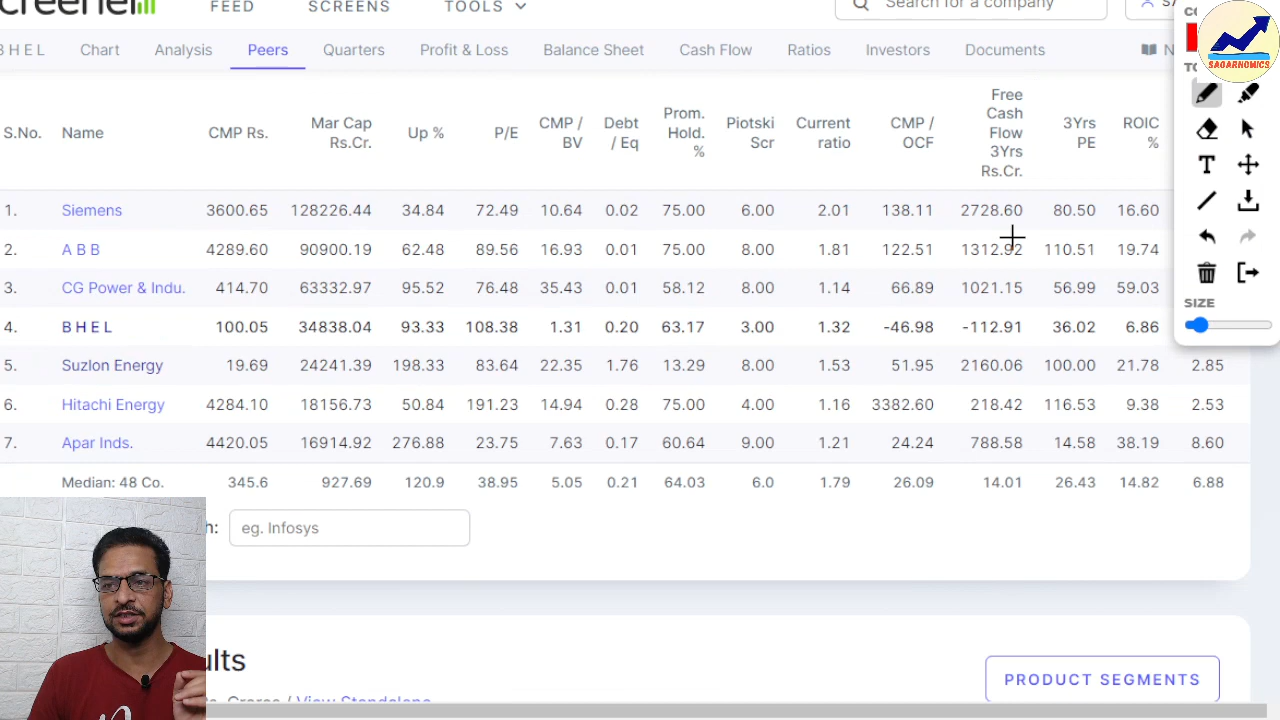 FEED SCREENS TOOLS Search for a company
B H E L Chart Analysis Peers Quarters Profit & Loss Balance Sheet Cash Flow Ratios Investors Documents
S.No. Name CMP Rs. Mar Cap Rs.Cr. Up % P/E CMP / BV Debt / Eq Prom. Hold. % Piotski Scr Current ratio CMP / OCF Free Cash Flow 3Yrs Rs.Cr. 3Yrs PE ROIC %
1. Siemens 3600.65 128226.44 34.84 72.49 10.64 0.02 75.00 6.00 2.01 138.11 2728.60 80.50 16.60
2. A B B 4289.60 90900.19 62.48 89.56 16.93 0.01 75.00 8.00 1.81 122.51 1312.92 110.51 19.74
3. CG Power & Indu. 414.70 63332.97 95.52 76.48 35.43 0.01 58.12 8.00 1.14 66.89 1021.15 56.99 59.03
4. B H E L 100.05 34838.04 93.33 108.38 1.31 0.20 63.17 3.00 1.32 -46.98 -112.91 36.02 6.86
5. Suzlon Energy 19.69 24241.39 198.33 83.64 22.35 1.76 13.29 8.00 1.53 51.95 2160.06 100.00 21.78 2.85
6. Hitachi Energy 4284.10 18156.73 50.84 191.23 14.94 0.28 75.00 4.00 1.16 3382.60 218.42 116.53 9.38 2.53
7. Apar Inds. 4420.05 16914.92 276.88 23.75 7.63 0.17 60.64 9.00 1.21 24.24 788.58 14.58 38.19 8.60
Median: 48 Co. 345.6 927.69 120.9 38.95 5.05 0.21 64.03 6.0 1.79 26.09 14.01 26.43 14.82 6.88
eg. Infosys
PRODUCT SEGMENTS
View Standalone
SAGARNOMICS
SIZE